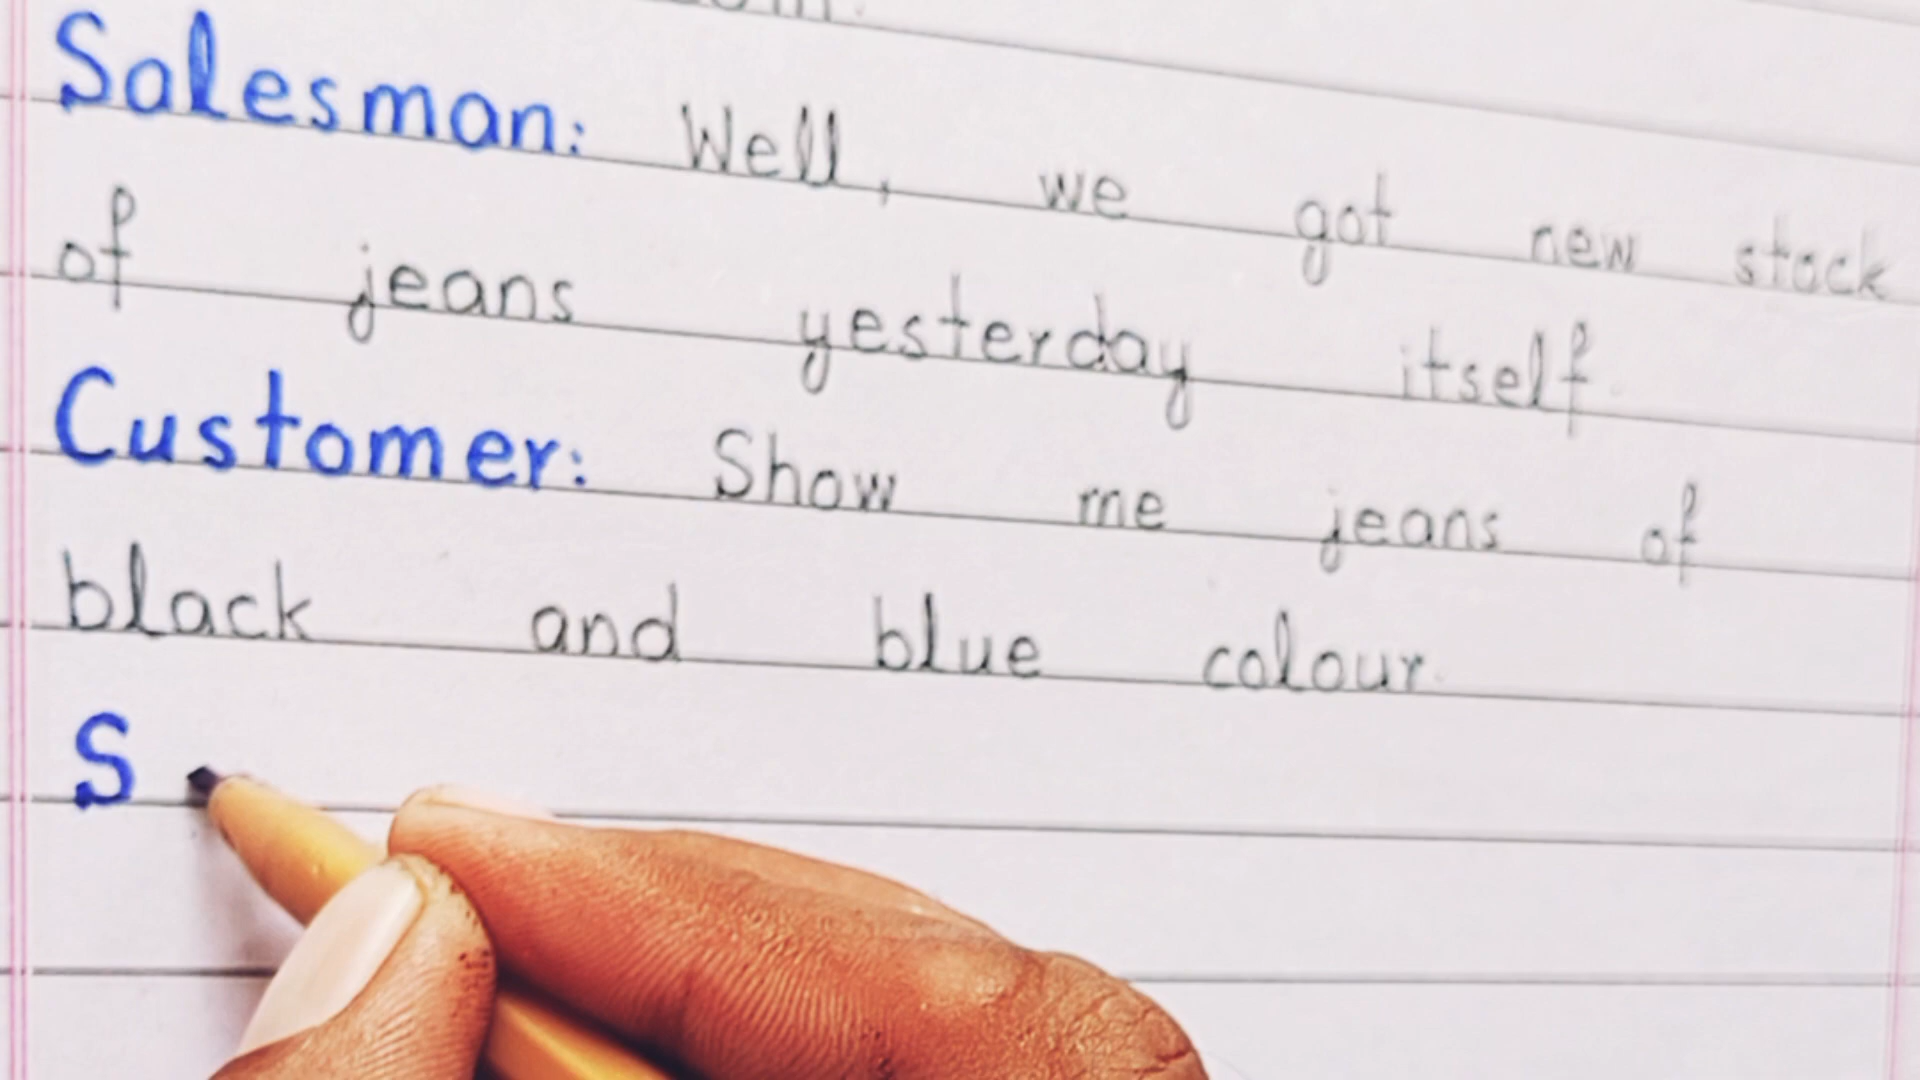 Salesman: Well, we got new stock
of jeans yesterday itself.
Customer: Show me jeans of
black and blue colour.
S